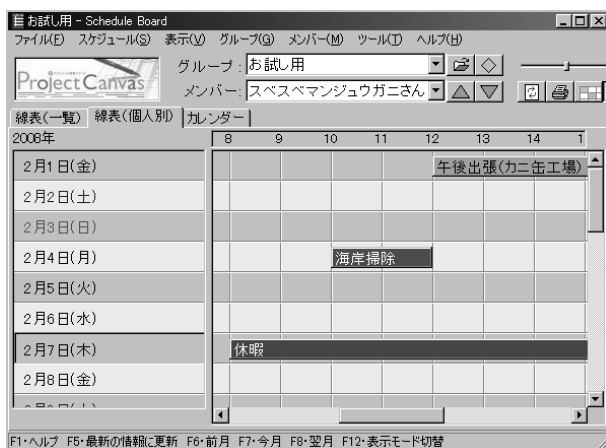 お試し用 - Schedule Board
ファイル(F) スケジュール(S) 表示(V) グループ(G) メンバー(M) ツール(T) ヘルプ(H)
ProjectCanvas
グループ: お試し用
メンバー: スベスベマンジュウガニさん
線表(一覧) 線表(個人別) カレンダー
2008年 8 9 10 11 12 13 14 1
2月1日(金) 午後出張(カニ缶工場)
2月2日(土)
2月3日(日)
2月4日(月) 海岸掃除
2月5日(火)
2月6日(水)
2月7日(木) 休暇
2月8日(金)
F1・ヘルプ F5・最新の情報に更新 F6・前月 F7・今月 F8・翌月 F12・表示モード切替